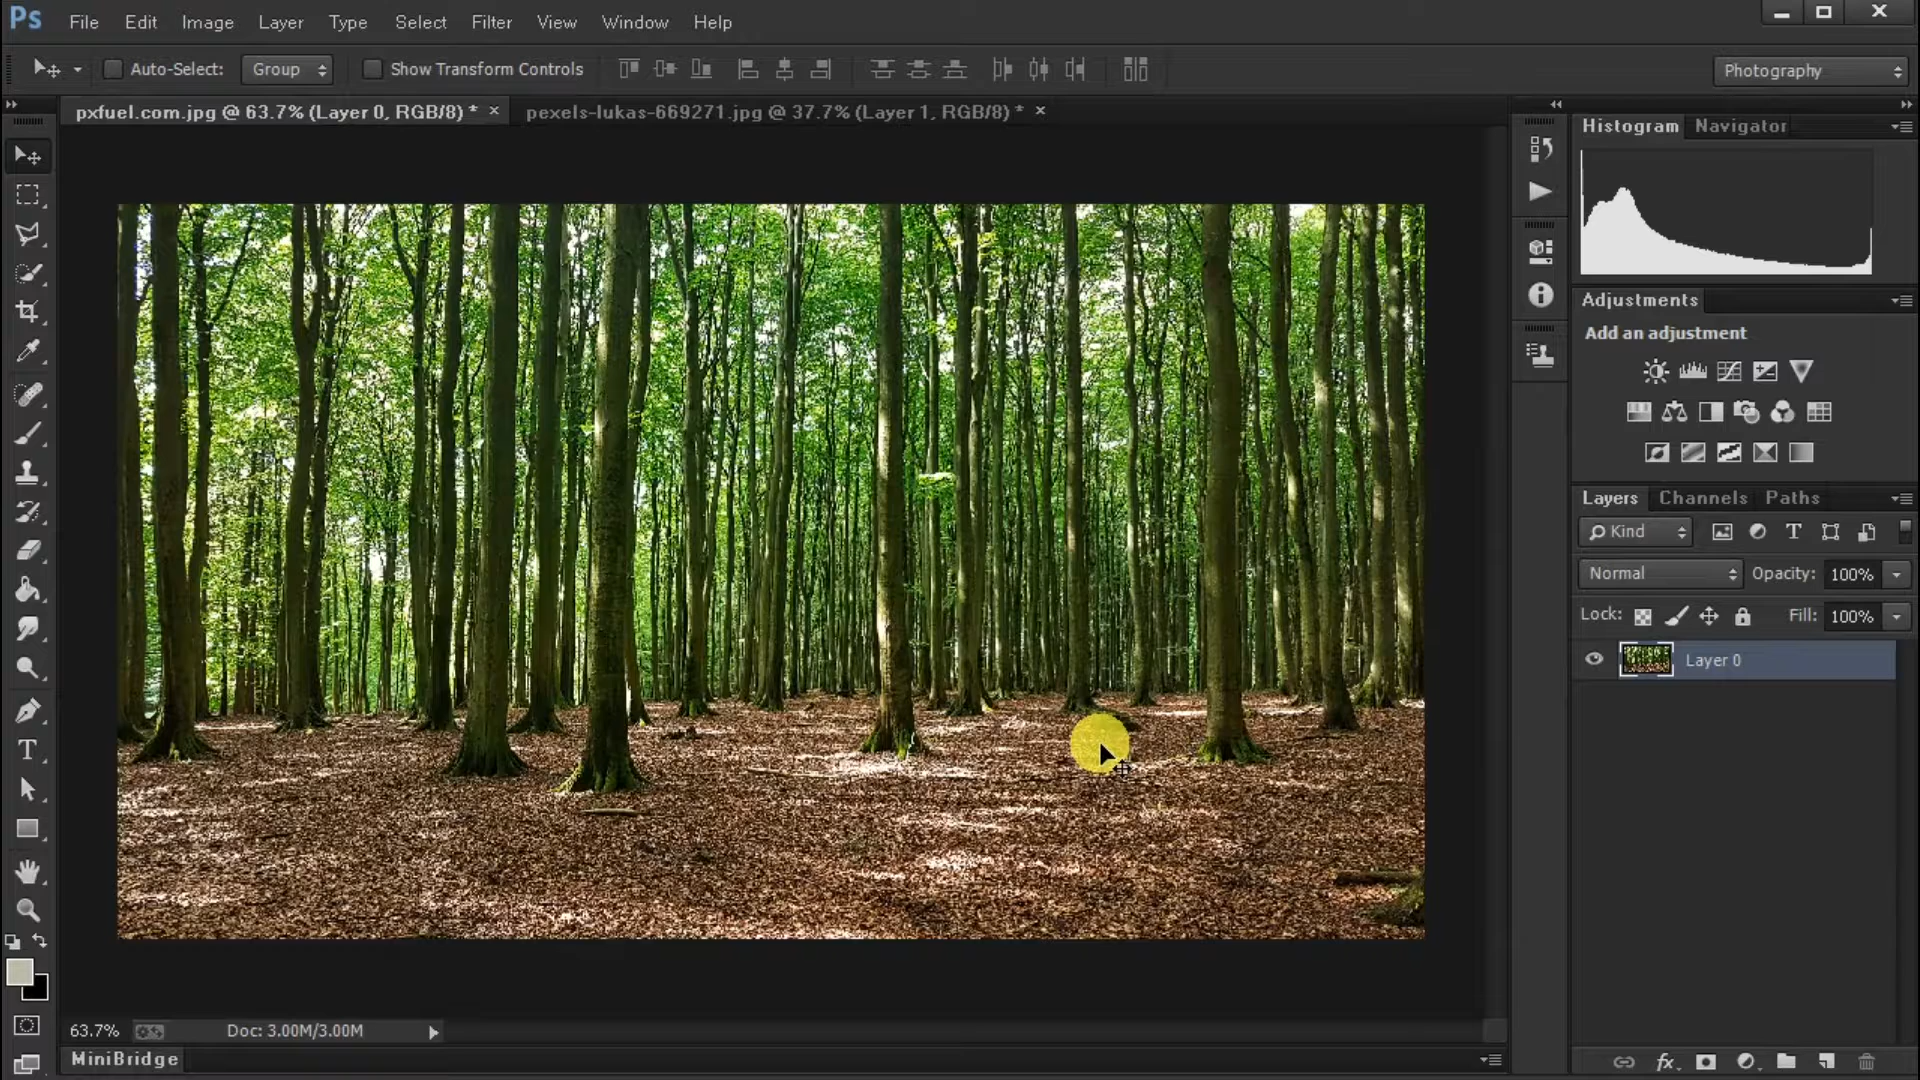 Ps File Edit Image Layer Type Select Filter View Window Help
Auto-Select: Group Show Transform Controls Photography
pxfuel.com.jpg @ 63.7% (Layer 0, RGB/8) * × pexels-lukas-669271.jpg @ 37.7% (Layer 1, RGB/8) * ×
Histogram Navigator
Adjustments
Add an adjustment
Layers Channels Paths
Kind
Normal Opacity: 100%
Lock: Fill: 100%
Layer 0
63.7% Doc: 3.00M/3.00M
MiniBridge
fx